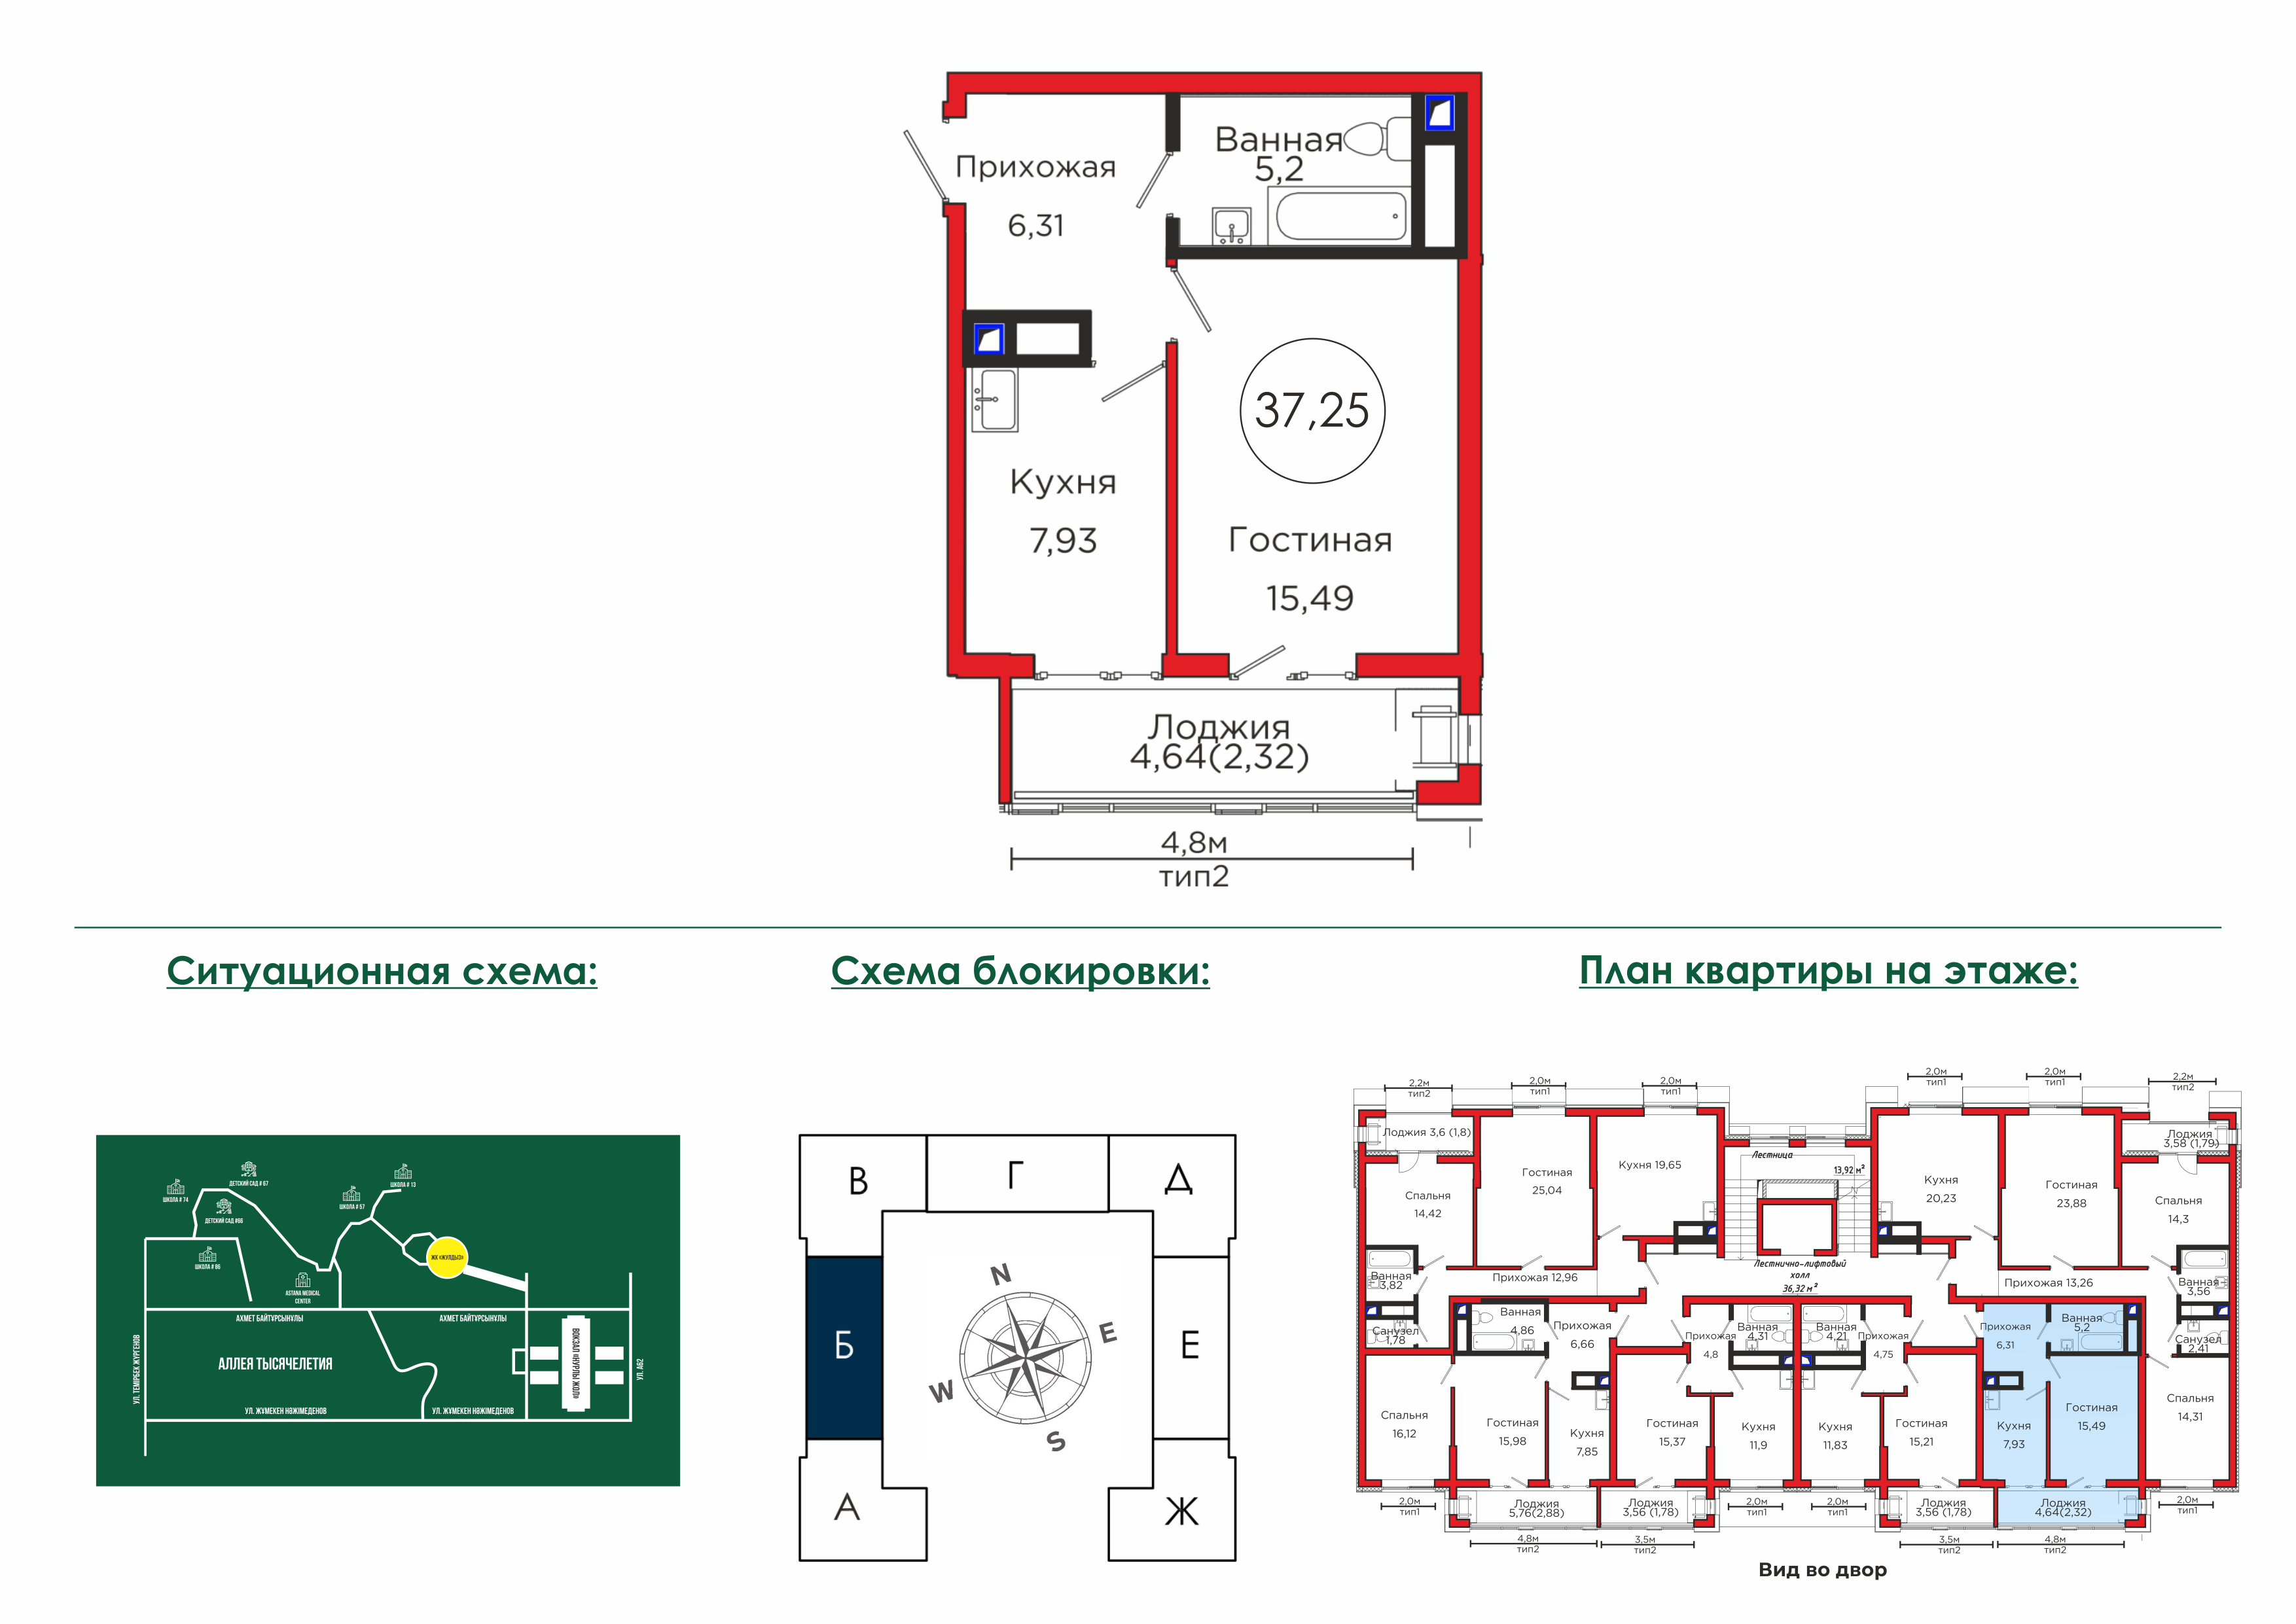 Прихожая
6,31
Ванная
5,2
37,25
Кухня
7,93
Гостиная
15,49
Лоджия
4,64(2,32)
4,8м
тип2
Ситуационная схема:
Схема блокировки:
План квартиры на этаже:
ШКОЛА # 74
ДЕТСКИЙ САД # 67
ДЕТСКИЙ САД #66
ШКОЛА # 57
ШКОЛА # 13
ШКОЛА # 86
ASTANA MEDICAL
CENTER
ЖК «ЖУЛДЫЗ»
АХМЕТ БАЙТУРСЫНҰЛЫ
АХМЕТ БАЙТУРСЫНҰЛЫ
АЛЛЕЯ ТЫСЯЧЕЛЕТИЯ
УЛ. ТЕМІРБЕК ЖҮРГЕНОВ
ВОКЗАЛ «НҰРЛЫ ЖОЛ»
УЛ. А62
УЛ. ЖҰМЕКЕН НӘЖІМЕДЕНОВ
УЛ. ЖҰМЕКЕН НӘЖІМЕДЕНОВ
В
Г
Д
Б
Е
А
Ж
N
E
W
S
2,2м
тип2
2,0м
тип1
2,0м
тип1
2,0м
тип1
2,0м
тип1
2,2м
тип2
Лоджия 3,6 (1,8)
Гостиная
25,04
Кухня 19,65
Лестница
13,92 м²
Кухня
20,23
Гостиная
23,88
Лоджия
3,58 (1,79)
Спальня
14,42
Спальня
14,3
Лестнично-лифтовый
холл
36,32 м²
Ванная
3,82
Прихожая 12,96
Прихожая 13,26
Ванная
3,56
Санузел
1,78
Ванная
4,86
Прихожая
6,66
Прихожая
4,8
Ванная
4,31
Ванная
4,21
Прихожая
4,75
Прихожая
6,31
Ванная
5,2
Санузел
2,41
Спальня
16,12
Гостиная
15,98
Кухня
7,85
Гостиная
15,37
Кухня
11,9
Кухня
11,83
Гостиная
15,21
Кухня
7,93
Гостиная
15,49
Спальня
14,31
2,0м
тип1
Лоджия
5,76(2,88)
Лоджия
3,56 (1,78)
2,0м
тип1
2,0м
тип1
Лоджия
3,56 (1,78)
Лоджия
4,64(2,32)
2,0м
тип1
4,8м
тип2
3,5м
тип2
3,5м
тип2
4,8м
тип2
Вид во двор